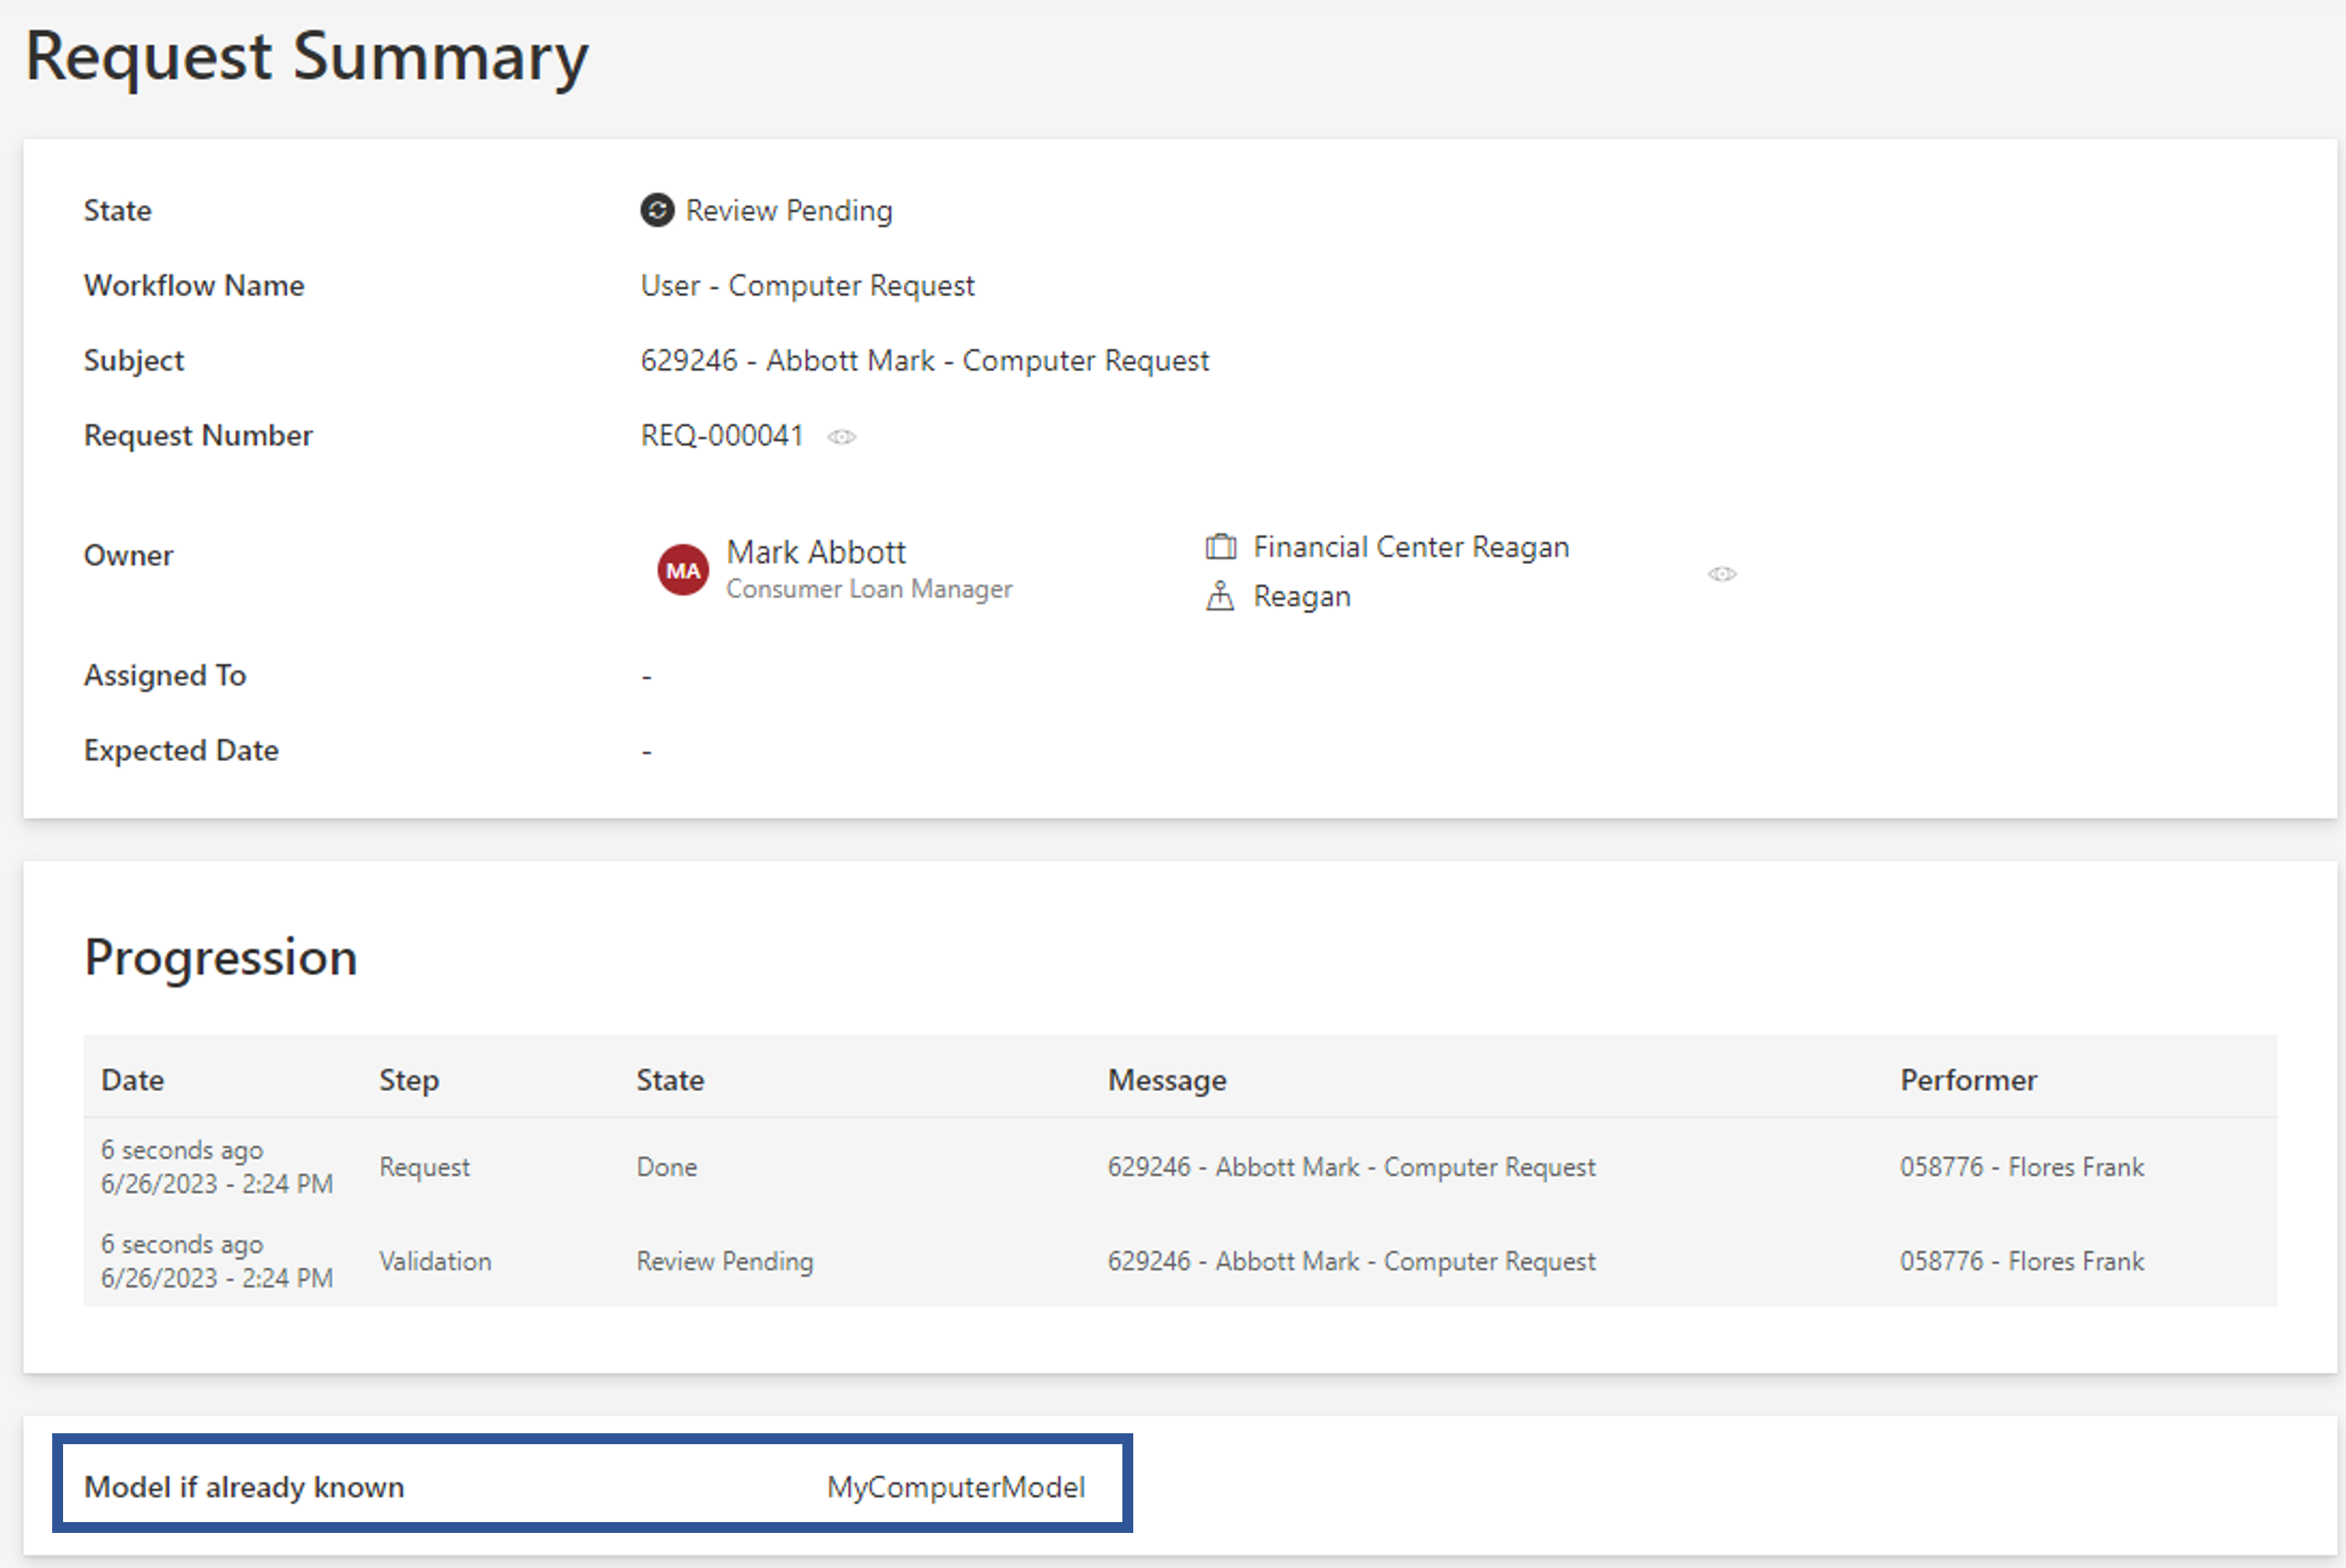 Request Summary
State Review Pending
Workflow Name User - Computer Request
Subject 629246 - Abbott Mark - Computer Request
Request Number REQ-000041
Owner MA Mark Abbott Financial Center Reagan
Consumer Loan Manager Reagan
Assigned To -
Expected Date -
Progression
Date Step State Message Performer
6 seconds ago
6/26/2023 - 2:24 PM Request Done 629246 - Abbott Mark - Computer Request 058776 - Flores Frank
6 seconds ago
6/26/2023 - 2:24 PM Validation Review Pending 629246 - Abbott Mark - Computer Request 058776 - Flores Frank
Model if already known MyComputerModel